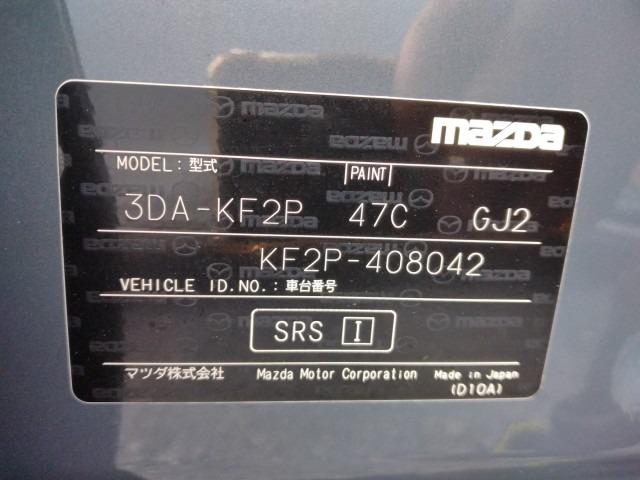 mazda
MODEL: 型式 PAINT
3DA-KF2P 47C GJ2
KF2P-408042
VEHICLE ID.NO.: 車台番号
SRS I
マツダ株式会社 Mazda Motor Corporation Made in Japan
(D10A)